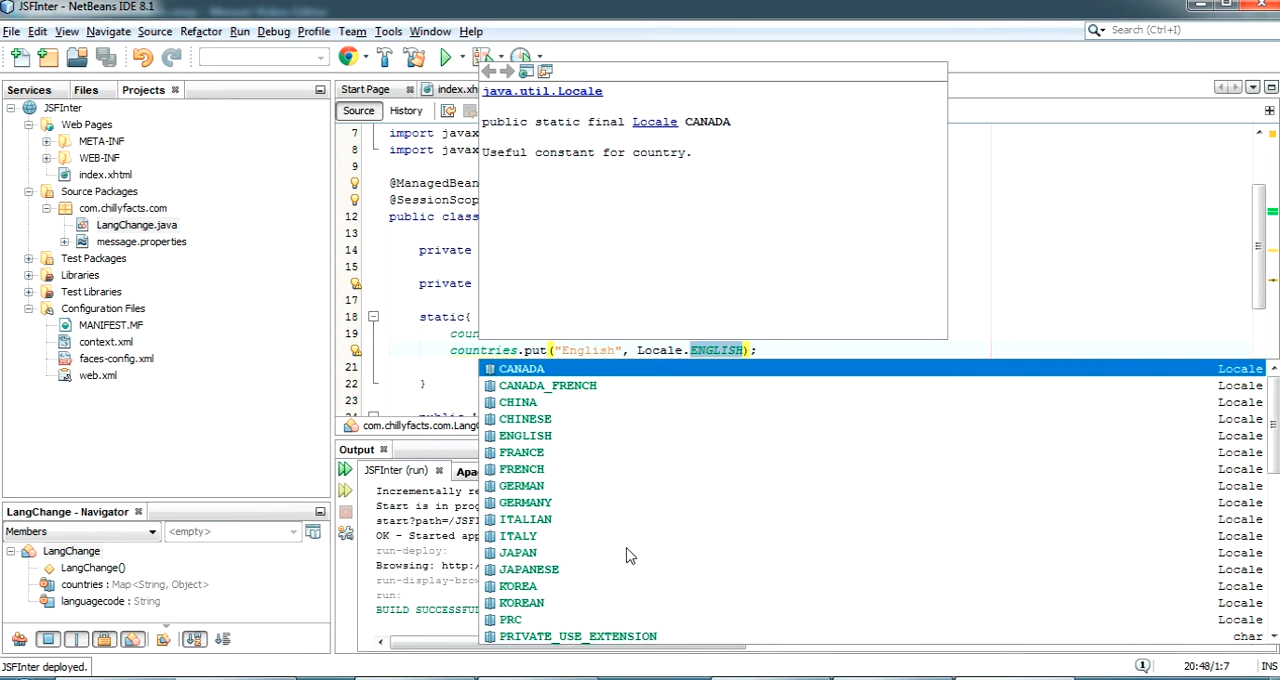 JSFInter - NetBeans IDE 8.1
File Edit View Navigate Source Refactor Run Debug Profile Team Tools Window Help
Search (Ctrl+I)
Services Files Projects
JSFInter
Web Pages
META-INF
WEB-INF
index.xhtml
Source Packages
com.chillyfacts.com
LangChange.java
message.properties
Test Packages
Libraries
Test Libraries
Configuration Files
MANIFEST.MF
context.xml
faces-config.xml
web.xml
LangChange - Navigator
Members <empty>
LangChange
LangChange()
countries : Map<String, Object>
languagecode : String
Start Page index.xh
Source History
7 import javax
8 import javax
9
@ManagedBean
@SessionScop
12 public class
13
14 private
15
private
17
18 static{
19 coun
countries.put("English", Locale.ENGLISH);
21
22 }
23
com.chillyfacts.com.Lang
java.util.Locale
public static final Locale CANADA
Useful constant for country.
CANADA Locale
CANADA_FRENCH Locale
CHINA Locale
CHINESE Locale
ENGLISH Locale
FRANCE Locale
FRENCH Locale
GERMAN Locale
GERMANY Locale
ITALIAN Locale
ITALY Locale
JAPAN Locale
JAPANESE Locale
KOREA Locale
KOREAN Locale
PRC Locale
PRIVATE_USE_EXTENSION char
Output
JSFInter (run) Apa
Incrementally re
Start is in prog
start?path=/JSFI
OK - Started app
run-deploy:
Browsing: http:/
run-display-brow
run:
BUILD SUCCESSFUL
JSFInter deployed.
1 20:48/1:7 INS